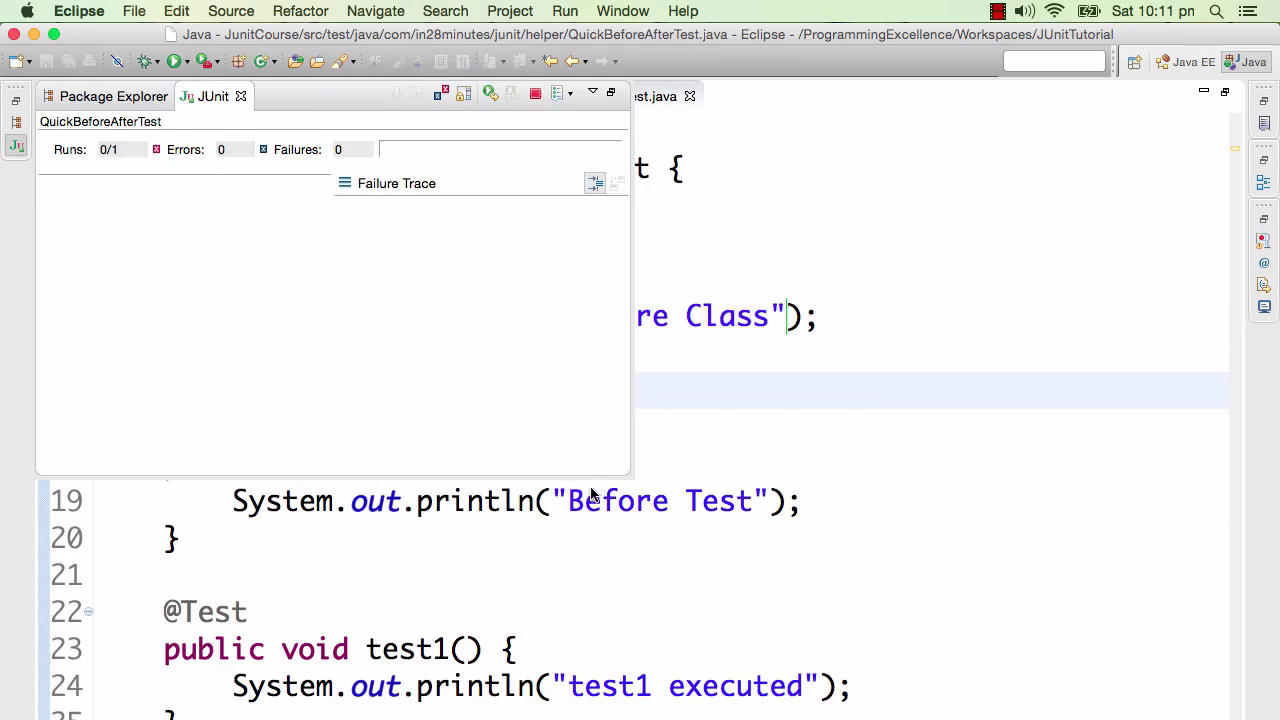 Eclipse File Edit Source Refactor Navigate Search Project Run Window Help Sat 10:11 pn
Java - JunitCourse/src/test/java/com/in28minutes/junit/helper/QuickBeforeAfterTest.java - Eclipse - /ProgrammingExcellence/Workspaces/JUnitTutorial
Java EE Java
Package Explorer JUnit est.java
QuickBeforeAfterTest
Runs: 0/1 Errors: 0 Failures: 0
t {
Failure Trace
re Class");
19 System.out.println("Before Test");
20 }
21
22 @Test
23 public void test1() {
24 System.out.println("test1 executed");